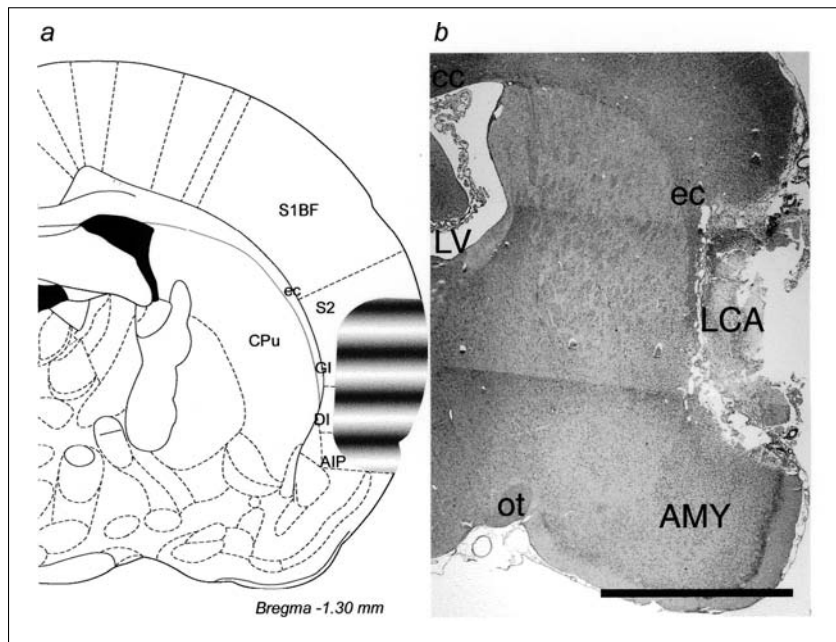 a
S1BF
ec
S2
CPu
GI
DI
AIP
Bregma -1.30 mm
b
cc
ec
LV
LCA
ot
AMY